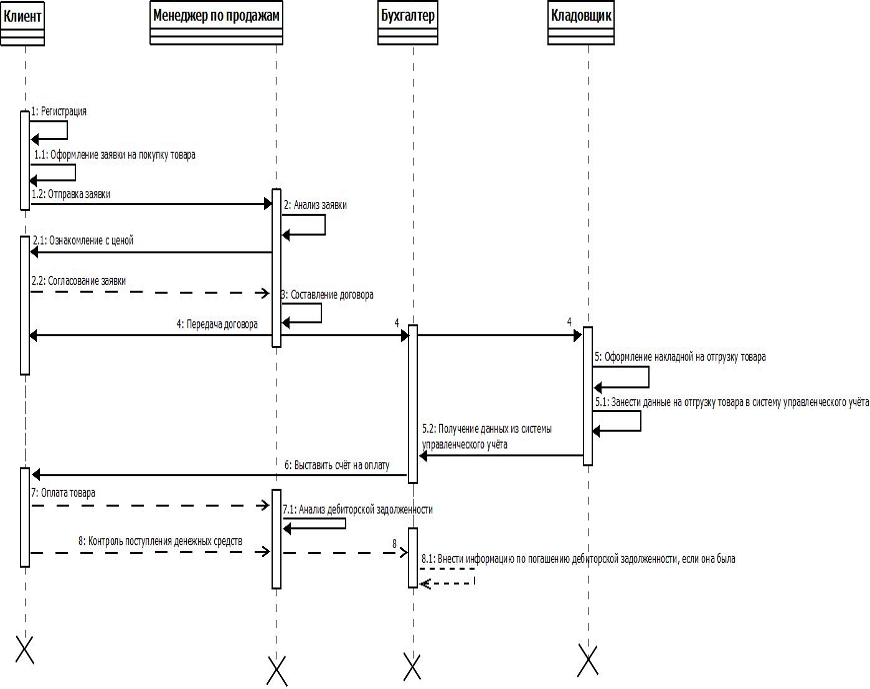 Клиент
Менеджер по продажам
Бухгалтер
Кладовщик
1: Регистрация
1.1: Оформление заявки на покупку товара
1.2: Отправка заявки
2: Анализ заявки
2.1: Ознакомление с ценой
2.2: Согласование заявки
3: Составление договора
4: Передача договора
4
4
5: Оформление накладной на отгрузку товара
5.1: Занести данные на отгрузку товара в систему управленческого учёта
5.2: Получение данных из системы
управленческого учёта
6: Выставить счёт на оплату
7: Оплата товара
7.1: Анализ дебиторской задолженности
8: Контроль поступления денежных средств
8
8.1: Внести информацию по погашению дебиторской задолженности, если она была